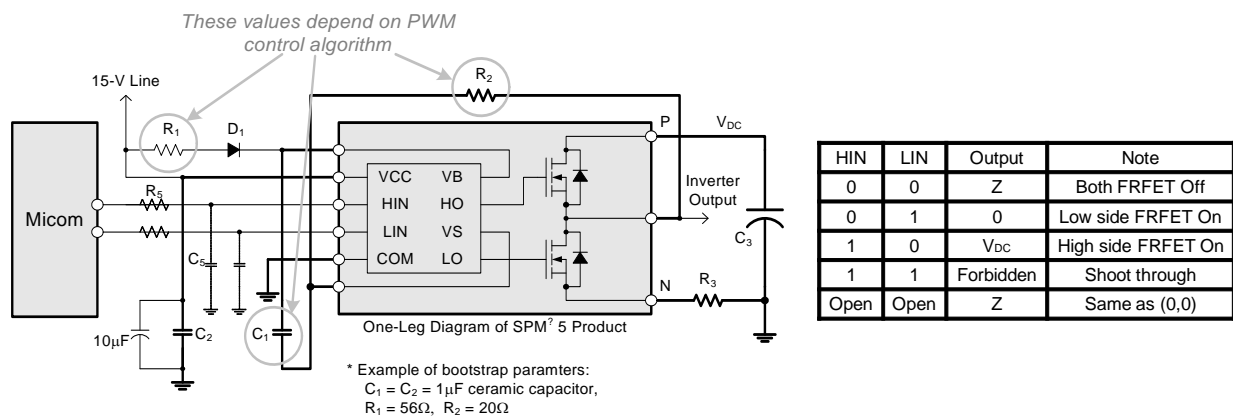 These values depend on PWM
control algorithm
15-V Line
R1
D1
R2
P
VDC
VCC
VB
HIN
HO
LIN
VS
COM
LO
Micom
R5
C5
Inverter
Output
C3
N
R3
10μF
C2
C1
One-Leg Diagram of SPM? 5 Product
* Example of bootstrap paramters:
C1 = C2 = 1μF ceramic capacitor,
R1 = 56Ω, R2 = 20Ω
HIN LIN Output Note
0 0 Z Both FRFET Off
0 1 0 Low side FRFET On
1 0 VDC High side FRFET On
1 1 Forbidden Shoot through
Open Open Z Same as (0,0)